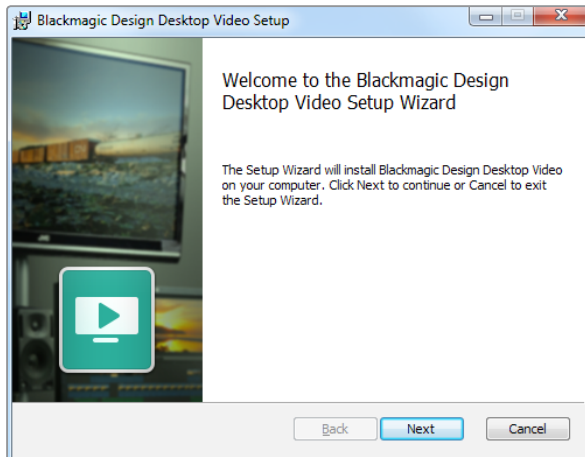 Blackmagic Design Desktop Video Setup
Welcome to the Blackmagic Design
Desktop Video Setup Wizard
The Setup Wizard will install Blackmagic Design Desktop Video
on your computer. Click Next to continue or Cancel to exit
the Setup Wizard.
JVC
Back
Next
Cancel